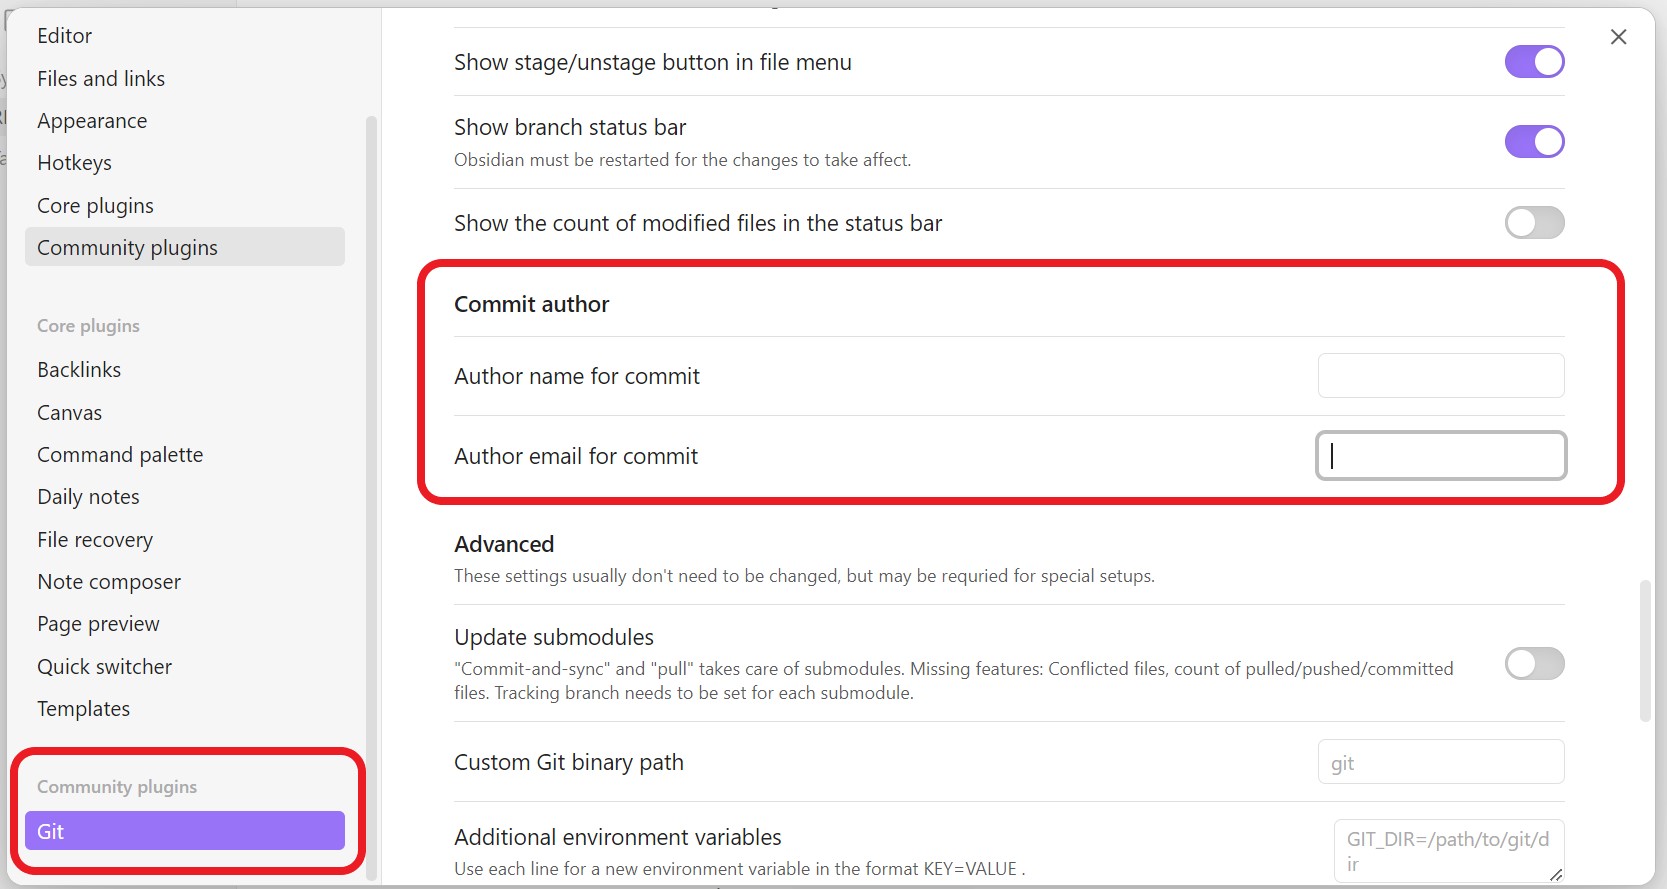 Editor
Files and links
Appearance
Hotkeys
Core plugins
Community plugins
Core plugins
Backlinks
Canvas
Command palette
Daily notes
File recovery
Note composer
Page preview
Quick switcher
Templates
Community plugins
Git
Show stage/unstage button in file menu
Show branch status bar
Obsidian must be restarted for the changes to take affect.
Show the count of modified files in the status bar
Commit author
Author name for commit
Author email for commit
Advanced
These settings usually don't need to be changed, but may be requried for special setups.
Update submodules
"Commit-and-sync" and "pull" takes care of submodules. Missing features: Conflicted files, count of pulled/pushed/committed
files. Tracking branch needs to be set for each submodule.
Custom Git binary path
git
Additional environment variables
Use each line for a new environment variable in the format KEY=VALUE .
GIT_DIR=/path/to/git/d
ir